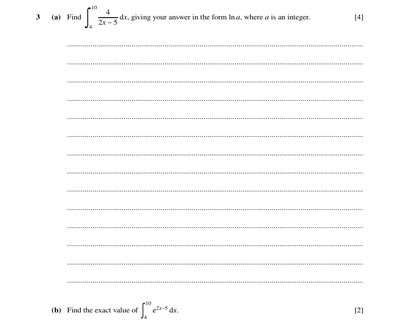 3 (a) Find ∫₄¹⁰ 4/(2x − 5) dx, giving your answer in the form ln a, where a is an integer. [4]
(b) Find the exact value of ∫₄¹⁰ e²ˣ⁻⁵ dx. [2]